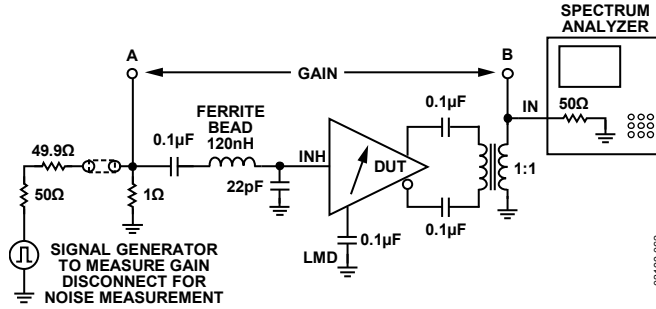 SPECTRUM
ANALYZER
A
GAIN
B
FERRITE
BEAD
120nH
0.1µF
49.9Ω
50Ω
1Ω
22pF
INH
DUT
LMD
0.1µF
0.1µF
0.1µF
1:1
IN
50Ω
SIGNAL GENERATOR
TO MEASURE GAIN
DISCONNECT FOR
NOISE MEASUREMENT